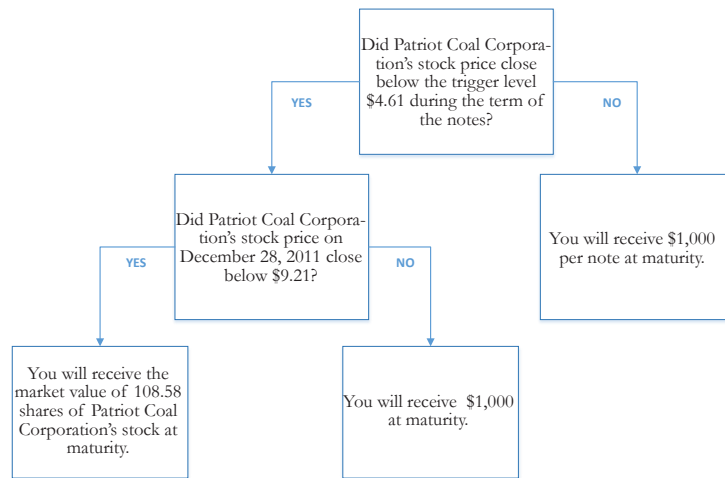 Did Patriot Coal Corpora-
tion's stock price close
below the trigger level
$4.61 during the term of
the notes?
YES
NO
Did Patriot Coal Corpora-
tion's stock price on
December 28, 2011 close
below $9.21?
You will receive $1,000
per note at maturity.
YES
NO
You will receive the
market value of 108.58
shares of Patriot Coal
Corporation's stock at
maturity.
You will receive $1,000
at maturity.